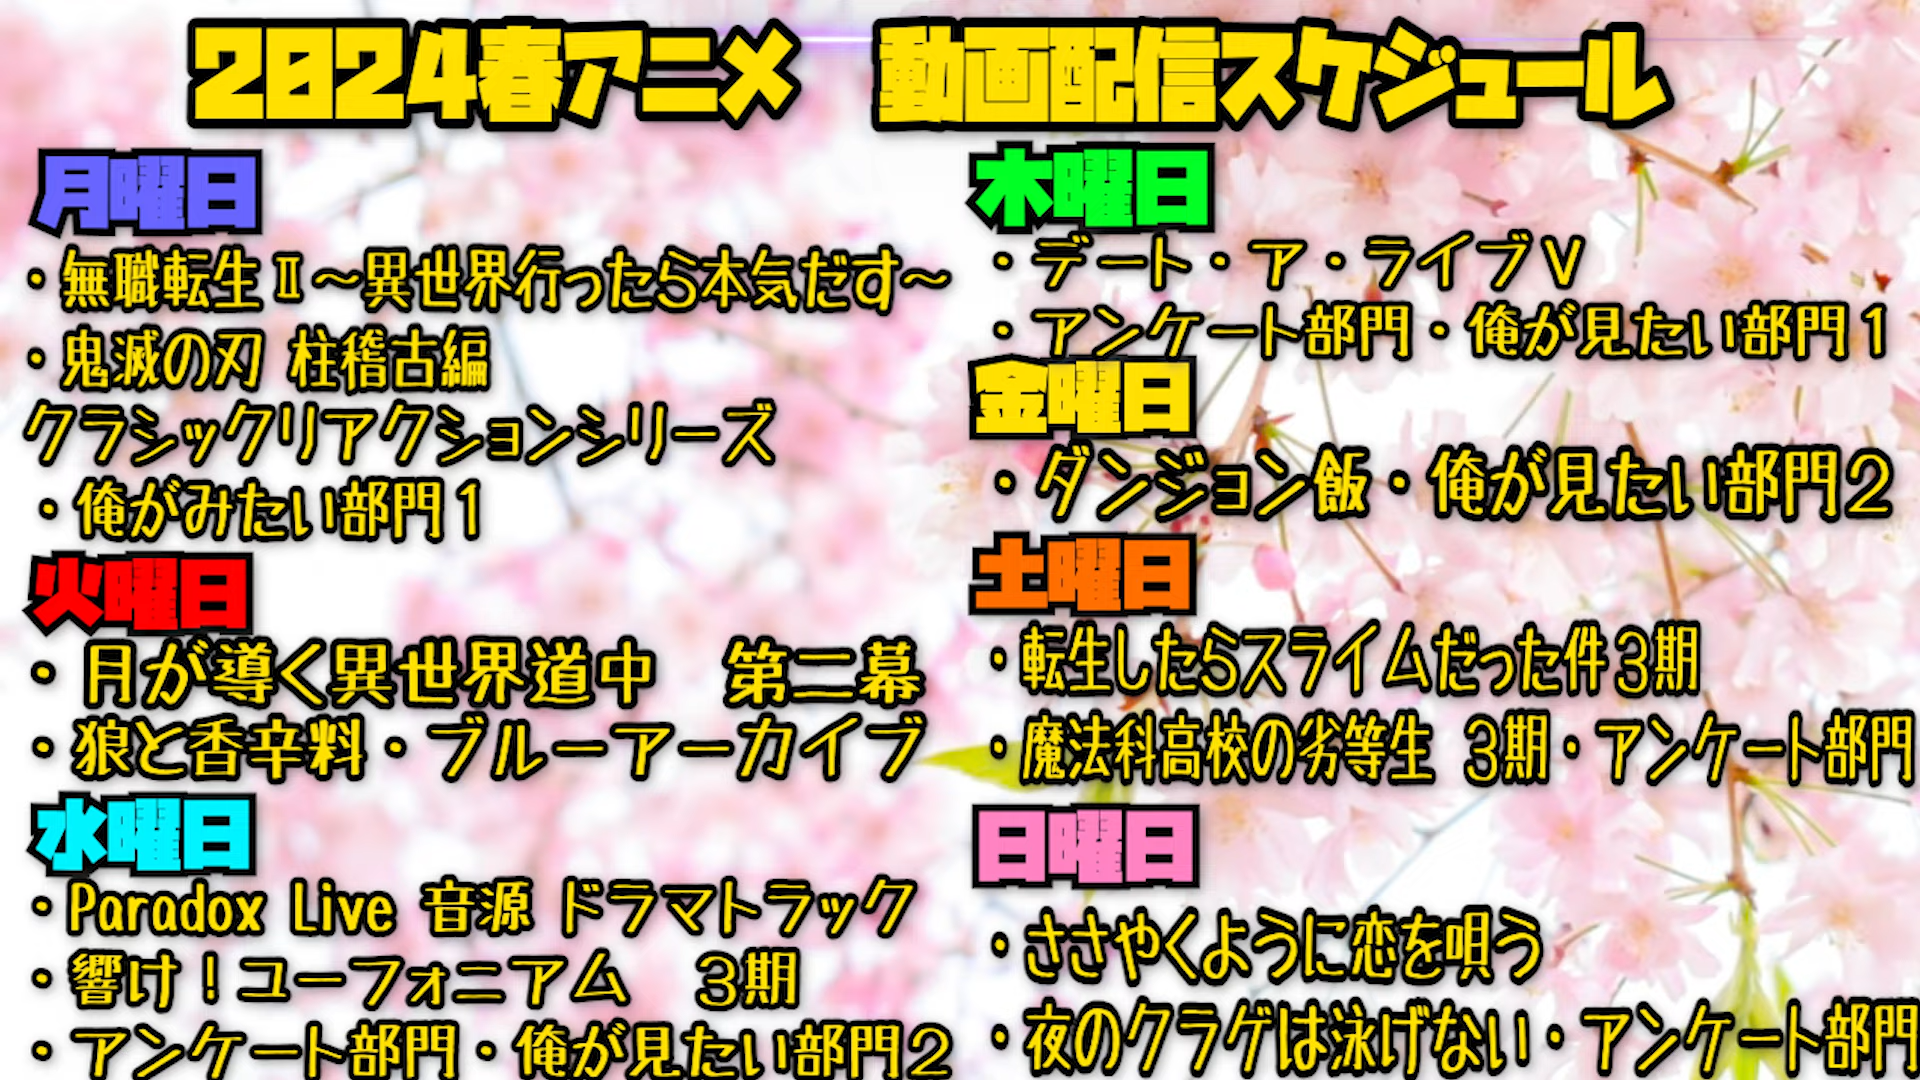 2024春アニメ　動画配信スケジュール
月曜日
・無職転生Ⅱ～異世界行ったら本気だす～
・鬼滅の刃 柱稽古編
クラシックリアクションシリーズ
・俺がみたい部門１
火曜日
・月が導く異世界道中　第二幕
・狼と香辛料・ブルーアーカイブ
水曜日
・Paradox Live 音源 ドラマトラック
・響け！ユーフォニアム　３期
・アンケート部門・俺が見たい部門２
木曜日
・デート・ア・ライブＶ
・アンケート部門・俺が見たい部門１
金曜日
・ダンジョン飯・俺が見たい部門２
土曜日
・転生したらスライムだった件３期
・魔法科高校の劣等生 ３期・アンケート部門
日曜日
・ささやくように恋を唄う
・夜のクラゲは泳げない・アンケート部門